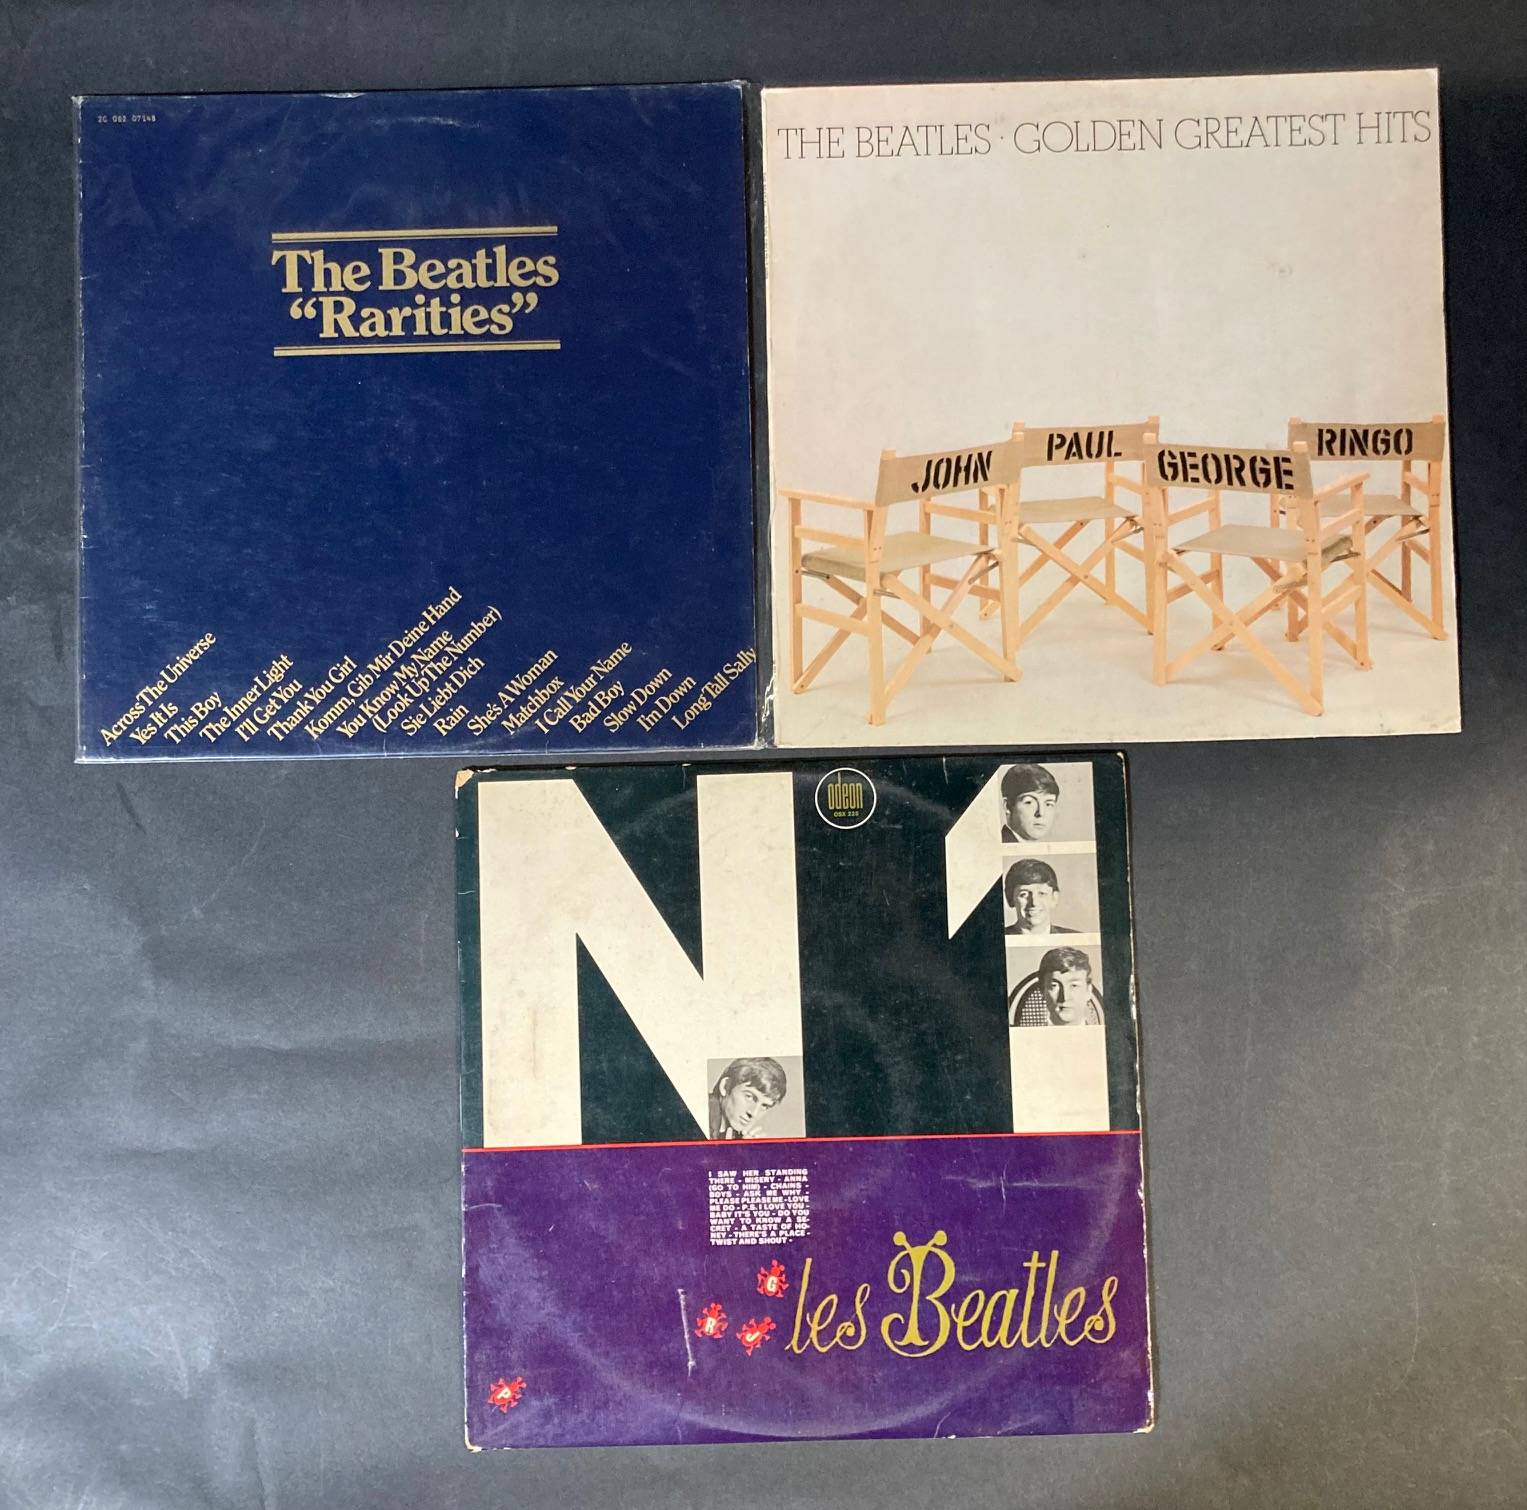 2C 062 07148
The Beatles
“Rarities”
Across The Universe
Yes It Is
This Boy
The Inner Light
I'll Get You
Thank You Girl
Komm, Gib Mir Deine Hand
You Know My Name
(Look Up The Number)
Sie Liebt Dich
Rain
She's A Woman
Matchbox
I Call Your Name
Bad Boy
Slow Down
I'm Down
Long Tall Sally
THE BEATLES · GOLDEN GREATEST HITS
JOHN
PAUL
GEORGE
RINGO
N 1
odeon
OSX 225
I SAW HER STANDING
THERE - MISERY - ANNA
(GO TO HIM) - CHAINS -
BOYS - ASK ME WHY -
PLEASE PLEASE ME - LOVE
ME DO - P.S. I LOVE YOU -
BABY IT'S YOU - DO YOU
WANT TO KNOW A SE-
CRET - A TASTE OF HO-
NEY - THERE'S A PLACE -
TWIST AND SHOUT -
G
R
J
P
les Beatles